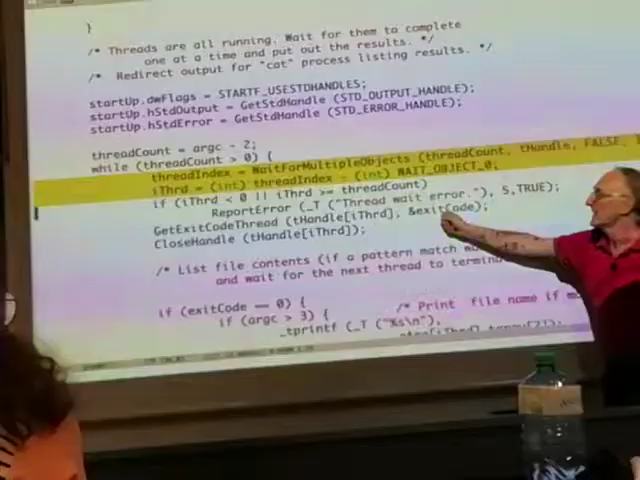 }
/* Threads are all running. Wait for them to complete
one at a time and put out the results. */
/* Redirect output for "cat" process listing results. */
startUp.dwFlags = STARTF_USESTDHANDLES;
startUp.hStdOutput = GetStdHandle (STD_OUTPUT_HANDLE);
startUp.hStdError = GetStdHandle (STD_ERROR_HANDLE);
threadCount = argc - 2;
while (threadCount > 0) {
threadIndex = WaitForMultipleObjects (threadCount, tHandle, FALSE,
iThrd = (int) threadIndex - (int) WAIT_OBJECT_0;
if (iThrd < 0 || iThrd >= threadCount)
ReportError (_T ("Thread wait error."), 5,TRUE);
GetExitCodeThread (tHandle[iThrd], &exitCode);
CloseHandle (tHandle[iThrd]);
/* List file contents (if a pattern match
and wait for the next thread to
if (exitCode == 0) {
if (argc > 3) { /* Print file name if
_tprintf (_T ("%s\n"),